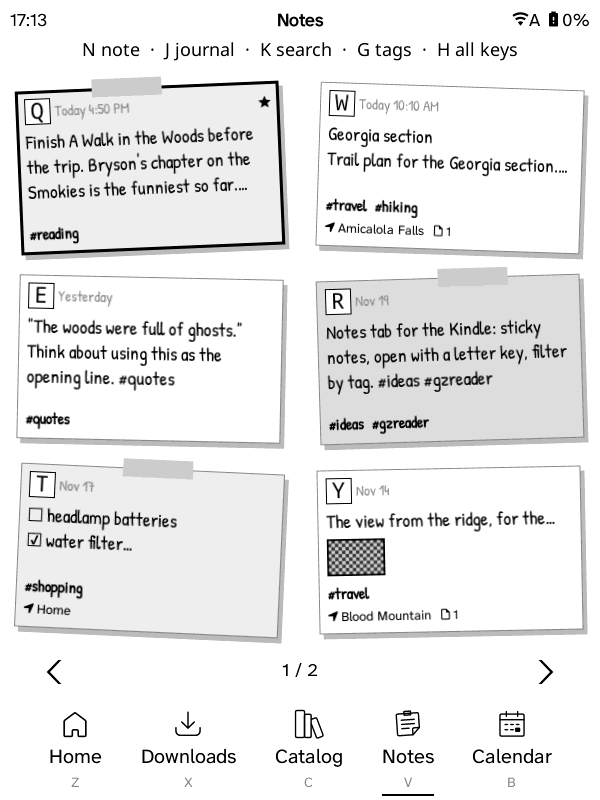 17:13 Notes A 0%
N note · J journal · K search · G tags · H all keys
Q Today 4:50 PM ★
Finish A Walk in the Woods before
the trip. Bryson's chapter on the
Smokies is the funniest so far....
#reading
W Today 10:10 AM
Georgia section
Trail plan for the Georgia section....
#travel #hiking
Amicalola Falls 1
E Yesterday
"The woods were full of ghosts."
Think about using this as the
opening line. #quotes
#quotes
R Nov 19
Notes tab for the Kindle: sticky
notes, open with a letter key, filter
by tag. #ideas #gzreader
#ideas #gzreader
T Nov 17
☐ headlamp batteries
☑ water filter...
#shopping
Home
Y Nov 14
The view from the ridge, for the...
#travel
Blood Mountain 1
1 / 2
Home Downloads Catalog Notes Calendar
Z X C V B